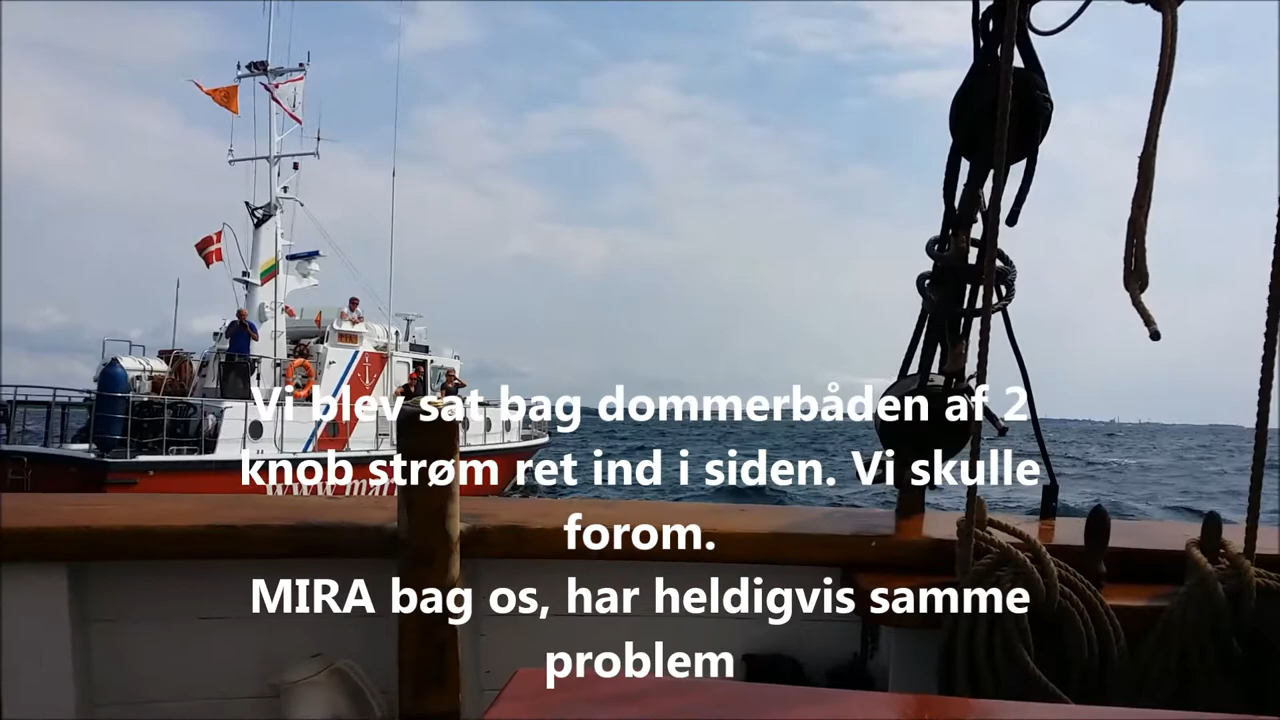 Vi blev sat bag dommerbåden af 2
knob strøm ret ind i siden. Vi skulle
forom.
MIRA bag os, har heldigvis samme
problem